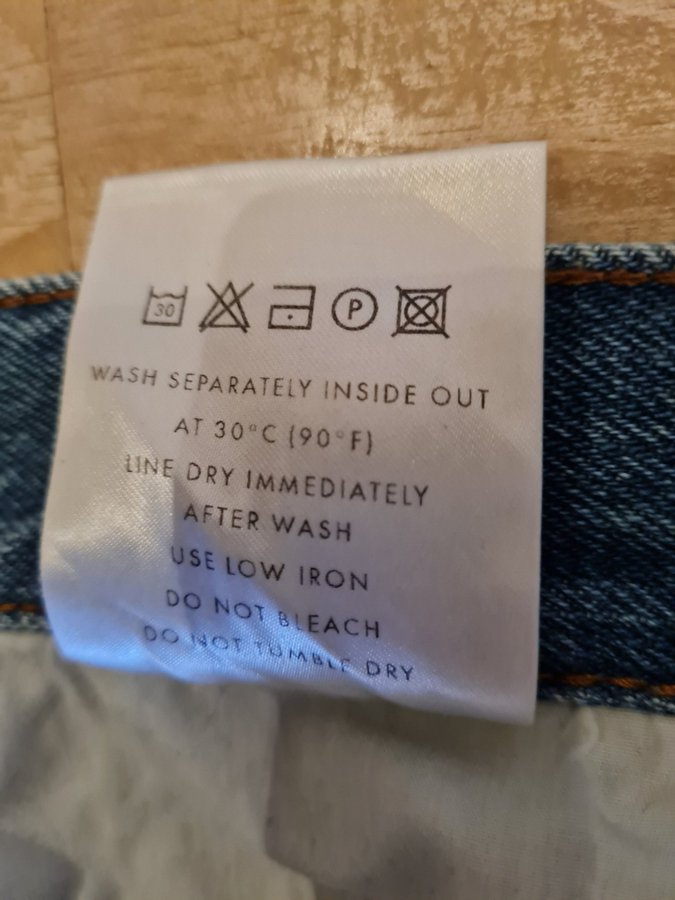 30 P
WASH SEPARATELY INSIDE OUT
AT 30°C (90°F)
LINE DRY IMMEDIATELY
AFTER WASH
USE LOW IRON
DO NOT BLEACH
DO NOT TUMBLE DRY